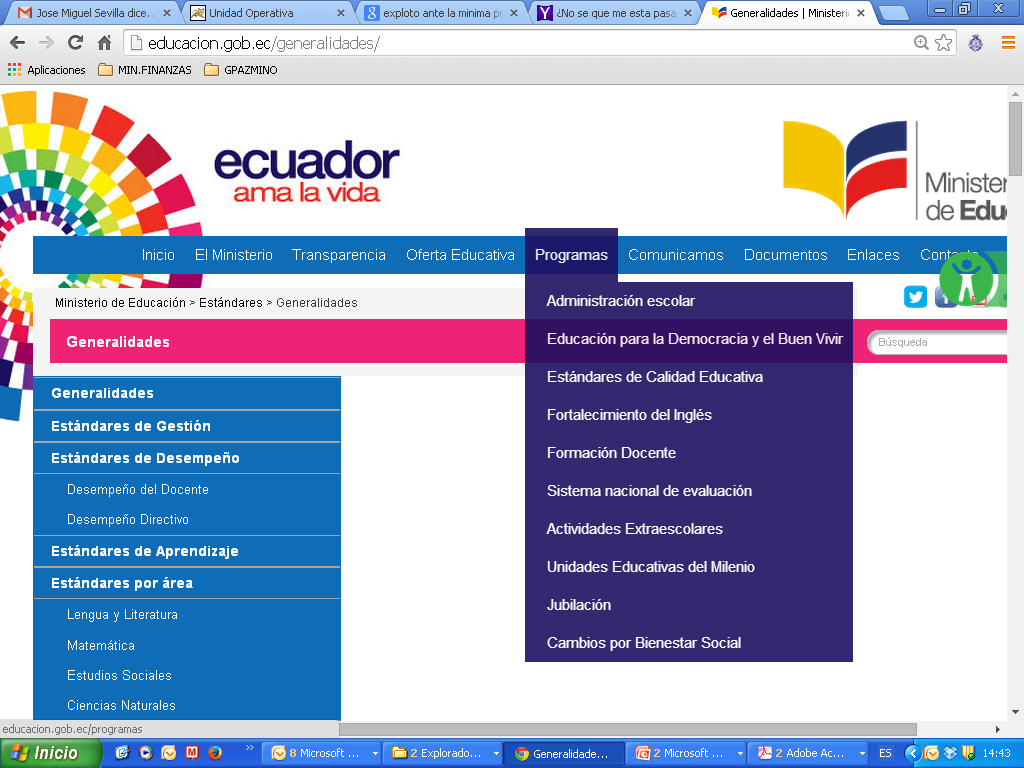 Jose Miguel Sevilla dice.
Unidad Operativa
exploto ante la minima pr
¿No se que me esta pasa
Generalidades | Ministeri
educacion.gob.ec/generalidades/
Aplicaciones
MIN.FINANZAS
GPAZMINO
ecuador
ama la vida
Minister
de Edu
Inicio
El Ministerio
Transparencia
Oferta Educativa
Programas
Comunicamos
Documentos
Enlaces
Contacto
Ministerio de Educación > Estándares > Generalidades
Generalidades
Búsqueda
Generalidades
Estándares de Gestión
Estándares de Desempeño
Desempeño del Docente
Desempeño Directivo
Estándares de Aprendizaje
Estándares por área
Lengua y Literatura
Matemática
Estudios Sociales
Ciencias Naturales
Administración escolar
Educación para la Democracia y el Buen Vivir
Estándares de Calidad Educativa
Fortalecimiento del Inglés
Formación Docente
Sistema nacional de evaluación
Actividades Extraescolares
Unidades Educativas del Milenio
Jubilación
Cambios por Bienestar Social
educacion.gob.ec/programas
Inicio
8 Microsoft ...
2 Explorado...
Generalidade...
2 Microsoft ...
2 Adobe Ac...
ES
14:43